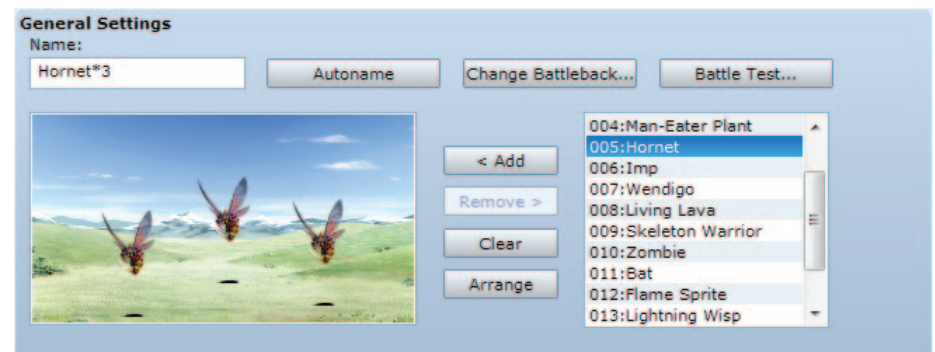 General Settings
Name:
Hornet*3
Autoname
Change Battleback...
Battle Test...
< Add
Remove >
Clear
Arrange
004:Man-Eater Plant
005:Hornet
006:Imp
007:Wendigo
008:Living Lava
009:Skeleton Warrior
010:Zombie
011:Bat
012:Flame Sprite
013:Lightning Wisp